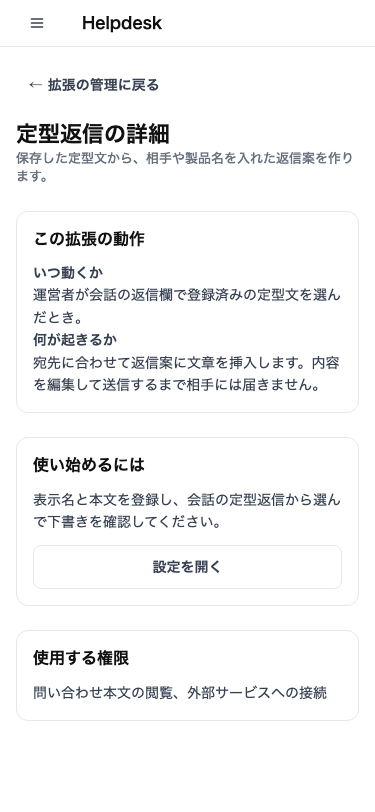 Helpdesk
← 拡張の管理に戻る
定型返信の詳細
保存した定型文から、相手や製品名を入れた返信案を作り
ます。
この拡張の動作
いつ動くか
運営者が会話の返信欄で登録済みの定型文を選ん
だとき。
何が起きるか
宛先に合わせて返信案に文章を挿入します。内容
を編集して送信するまで相手には届きません。
使い始めるには
表示名と本文を登録し、会話の定型返信から選ん
で下書きを確認してください。
設定を開く
使用する権限
問い合わせ本文の閲覧、外部サービスへの接続